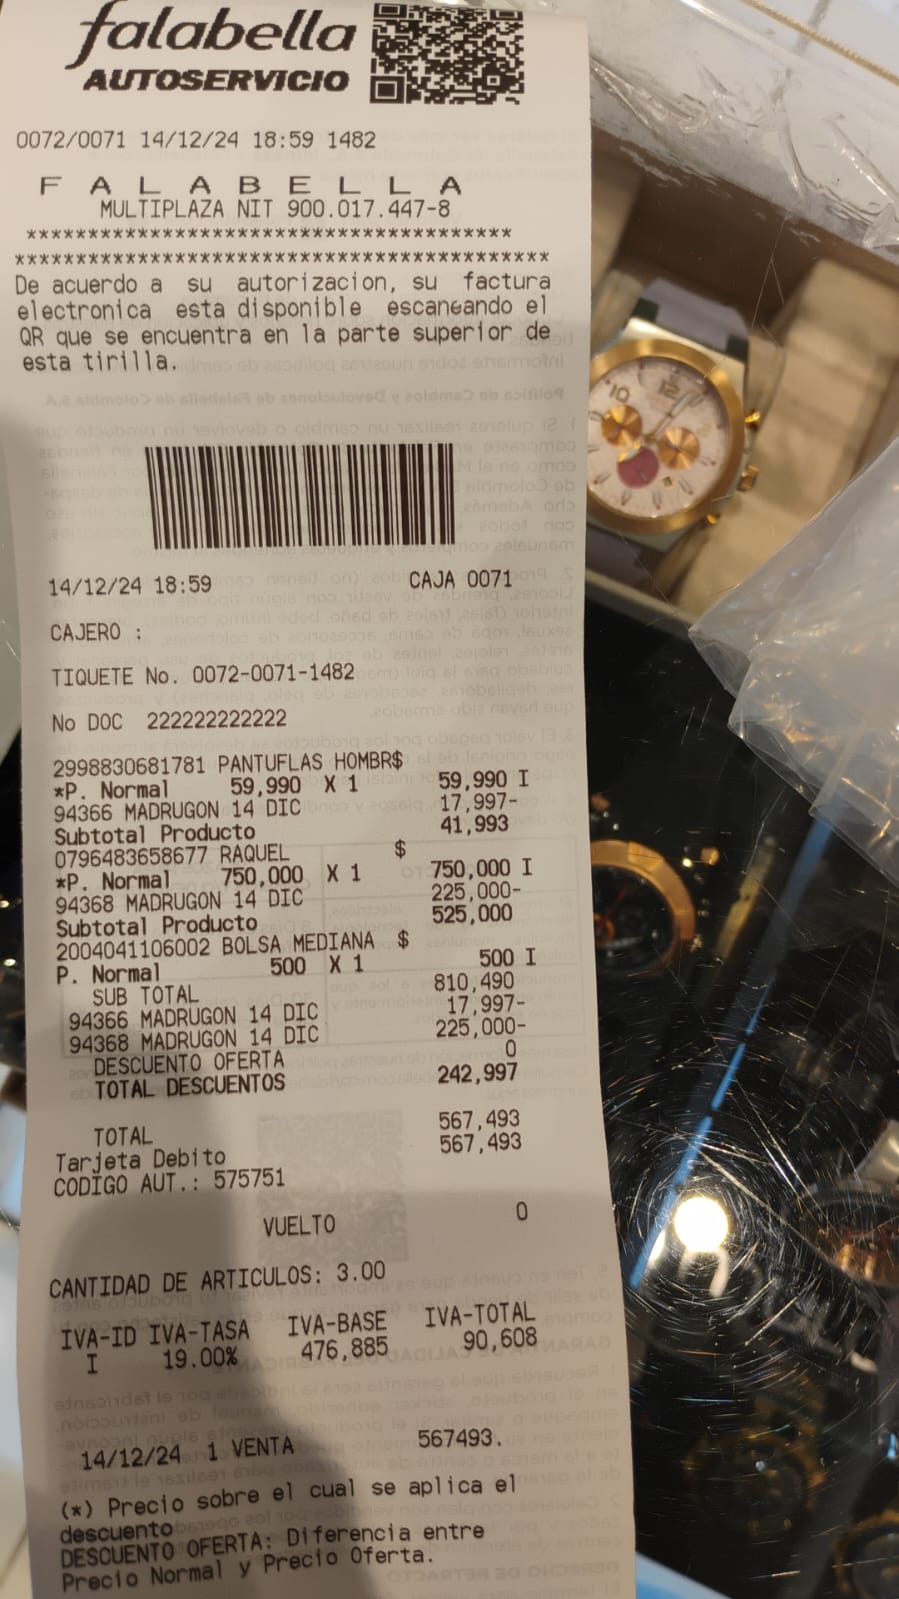 falabella
AUTOSERVICIO
0072/0071 14/12/24 18:59 1482
F A L A B E L L A
MULTIPLAZA NIT 900.017.447-8
***************************************
*******************************************
De acuerdo a su autorizacion, su factura
electronica esta disponible escaneando el
QR que se encuentra en la parte superior de
esta tirilla.
14/12/24 18:59 CAJA 0071
CAJERO :
TIQUETE No. 0072-0071-1482
No DOC 222222222222
2998830681781 PANTUFLAS HOMBR$
*P. Normal 59,990 X 1 59,990 I
94366 MADRUGON 14 DIC 17,997-
Subtotal Producto 41,993
0796483658677 RAQUEL $
*P. Normal 750,000 X 1 750,000 I
94368 MADRUGON 14 DIC 225,000-
Subtotal Producto 525,000
2004041106002 BOLSA MEDIANA $
P. Normal 500 X 1 500 I
SUB TOTAL 810,490
94366 MADRUGON 14 DIC 17,997-
94368 MADRUGON 14 DIC 225,000-
DESCUENTO OFERTA 0
TOTAL DESCUENTOS 242,997
TOTAL 567,493
Tarjeta Debito 567,493
CODIGO AUT.: 575751
VUELTO 0
CANTIDAD DE ARTICULOS: 3.00
IVA-ID IVA-TASA IVA-BASE IVA-TOTAL
I 19.00% 476,885 90,608
14/12/24 1 VENTA 567493.
(*) Precio sobre el cual se aplica el
descuento
DESCUENTO OFERTA: Diferencia entre
Precio Normal y Precio Oferta.
10 12